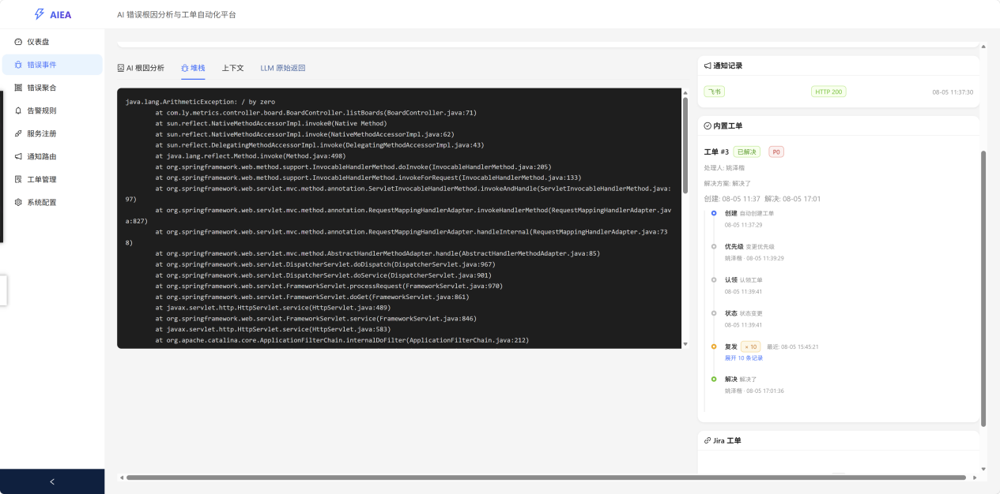 AIEA
AI 错误根因分析与工单自动化平台
仪表盘
错误事件
错误聚合
告警规则
服务注册
通知路由
工单管理
系统配置
AI 根因分析
堆栈
上下文
LLM 原始返回
java.lang.ArithmeticException: / by zero
at com.ly.metrics.controller.board.BoardController.listBoards(BoardController.java:71)
at sun.reflect.NativeMethodAccessorImpl.invoke0(Native Method)
at sun.reflect.NativeMethodAccessorImpl.invoke(NativeMethodAccessorImpl.java:62)
at sun.reflect.DelegatingMethodAccessorImpl.invoke(DelegatingMethodAccessorImpl.java:43)
at java.lang.reflect.Method.invoke(Method.java:498)
at org.springframework.web.method.support.InvocableHandlerMethod.doInvoke(InvocableHandlerMethod.java:205)
at org.springframework.web.method.support.InvocableHandlerMethod.invokeForRequest(InvocableHandlerMethod.java:133)
at org.springframework.web.servlet.mvc.method.annotation.ServletInvocableHandlerMethod.invokeAndHandle(ServletInvocableHandlerMethod.java:
97)
at org.springframework.web.servlet.mvc.method.annotation.RequestMappingHandlerAdapter.invokeHandlerMethod(RequestMappingHandlerAdapter.jav
a:827)
at org.springframework.web.servlet.mvc.method.annotation.RequestMappingHandlerAdapter.handleInternal(RequestMappingHandlerAdapter.java:73
8)
at org.springframework.web.servlet.mvc.method.AbstractHandlerMethodAdapter.handle(AbstractHandlerMethodAdapter.java:85)
at org.springframework.web.servlet.DispatcherServlet.doDispatch(DispatcherServlet.java:967)
at org.springframework.web.servlet.DispatcherServlet.doService(DispatcherServlet.java:901)
at org.springframework.web.servlet.FrameworkServlet.processRequest(FrameworkServlet.java:970)
at org.springframework.web.servlet.FrameworkServlet.doGet(FrameworkServlet.java:861)
at javax.servlet.http.HttpServlet.service(HttpServlet.java:489)
at org.springframework.web.servlet.FrameworkServlet.service(FrameworkServlet.java:846)
at javax.servlet.http.HttpServlet.service(HttpServlet.java:583)
at org.apache.catalina.core.ApplicationFilterChain.internalDoFilter(ApplicationFilterChain.java:212)
通知记录
飞书 HTTP 200 08-05 11:37:30
内置工单
工单 #3 已解决 P0
处理人: 姚泽楷
解决方案: 解决了
创建: 08-05 11:37 解决: 08-05 17:01
创建 自动创建工单
08-05 11:37:29
优先级 变更优先级
姚泽楷 · 08-05 11:39:29
认领 认领工单
08-05 11:39:41
状态 状态变更
08-05 11:39:41
复发 × 10 最近: 08-05 15:45:21
展开 10 条记录
解决 解决了
姚泽楷 · 08-05 17:01:36
Jira 工单